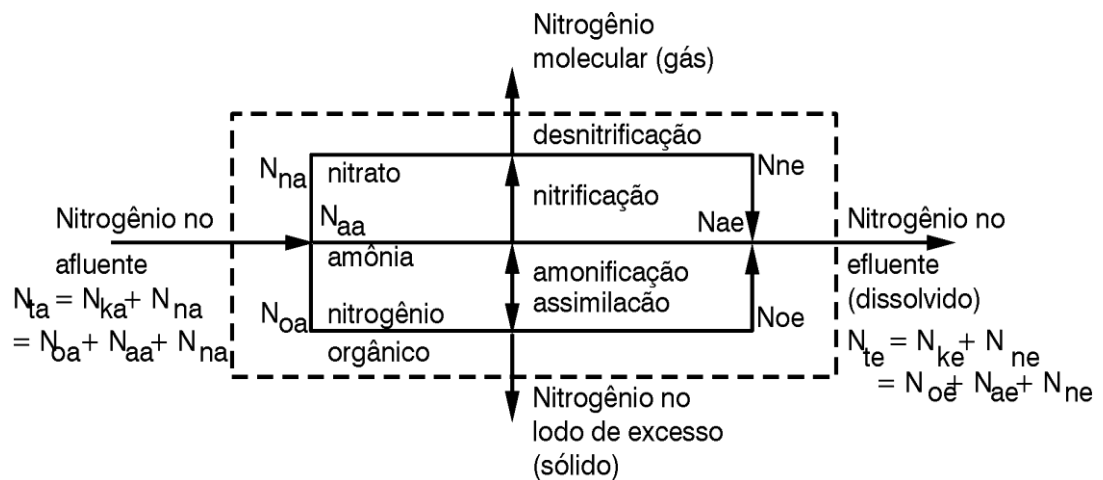 Nitrogênio
molecular (gás)
desnitrificação
Nna
nitrato
Nne
nitrificação
Nitrogênio no
Naa
Nae
Nitrogênio no
afluente
amônia
amonificação
efluente
Nta = Nka + Nna
assimilacão
(dissolvido)
Noa
nitrogênio
Noe
= Noa + Naa + Nna
orgânico
Nte = Nke + Nne
= Noe + Nae + Nne
Nitrogênio no
lodo de excesso
(sólido)